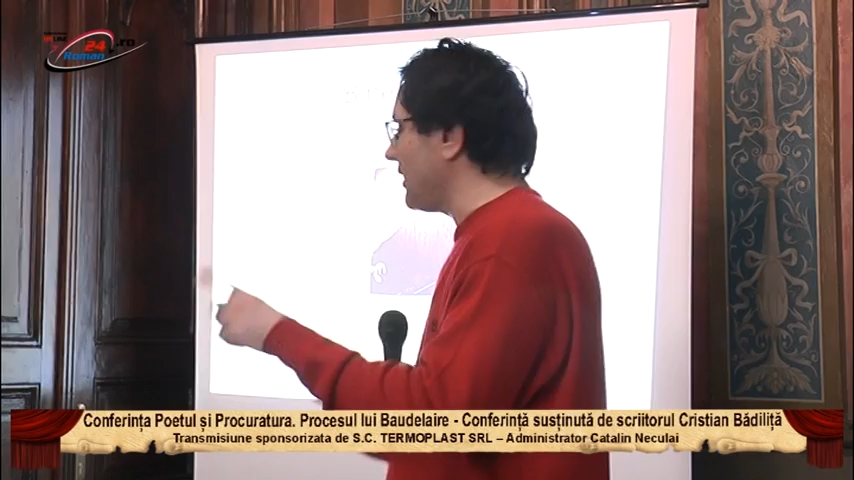 24
.ro
Roman
Conferința Poetul și Procuratura. Procesul lui Baudelaire - Conferință susținută de scriitorul Cristian Bădiliță
Transmisiune sponsorizata de S.C. TERMOPLAST SRL – Administrator Catalin Neculai